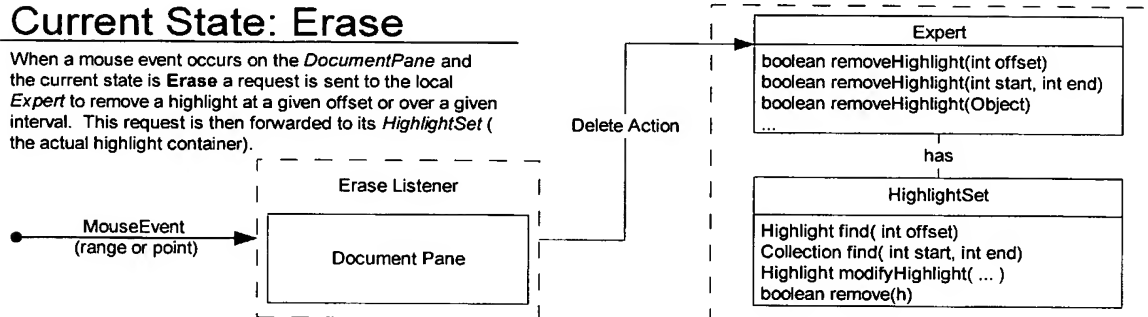 Current State: Erase
When a mouse event occurs on the DocumentPane and
the current state is Erase a request is sent to the local
Expert to remove a highlight at a given offset or over a given
interval. This request is then forwarded to its HighlightSet (
the actual highlight container).
MouseEvent
(range or point)
Erase Listener
Document Pane
Delete Action
Expert
boolean removeHighlight(int offset)
boolean removeHighlight(int start, int end)
boolean removeHighlight(Object)
...
has
HighlightSet
Highlight find( int offset)
Collection find( int start, int end)
Highlight modifyHighlight( ... )
boolean remove(h)